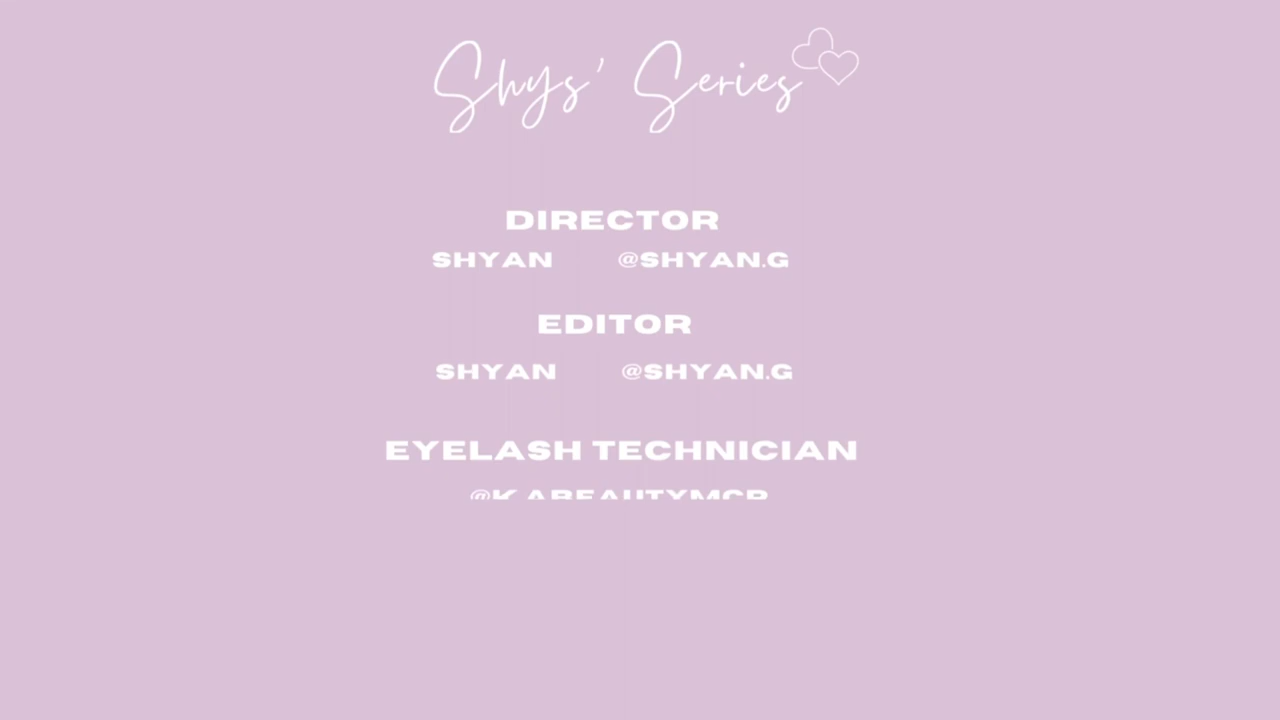 Shys' Series
DIRECTOR
SHYAN @SHYAN.G
EDITOR
SHYAN @SHYAN.G
EYELASH TECHNICIAN